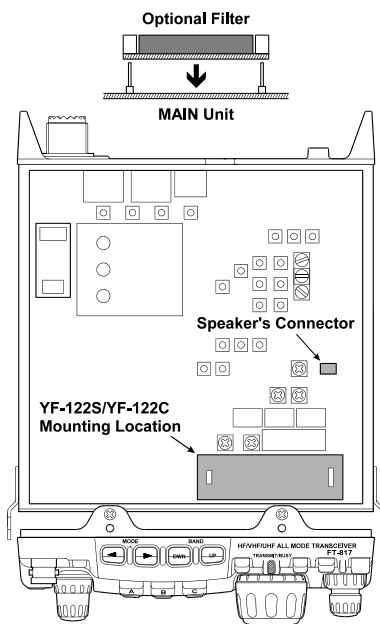 Optional Filter
MAIN Unit
Speaker's Connector
YF-122S/YF-122C
Mounting Location
MODE
BAND
DWN
UP
HF/VHF/UHF ALL MODE TRANSCEIVER
TRANSMIT/BUSY
FT-817
A
B
C